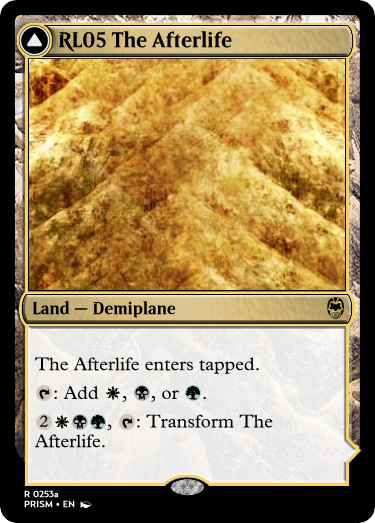 RL05 The Afterlife
Land — Demiplane
The Afterlife enters tapped.
: Add , , or .
2 , : Transform The
Afterlife.
R 0253a
PRISM • EN